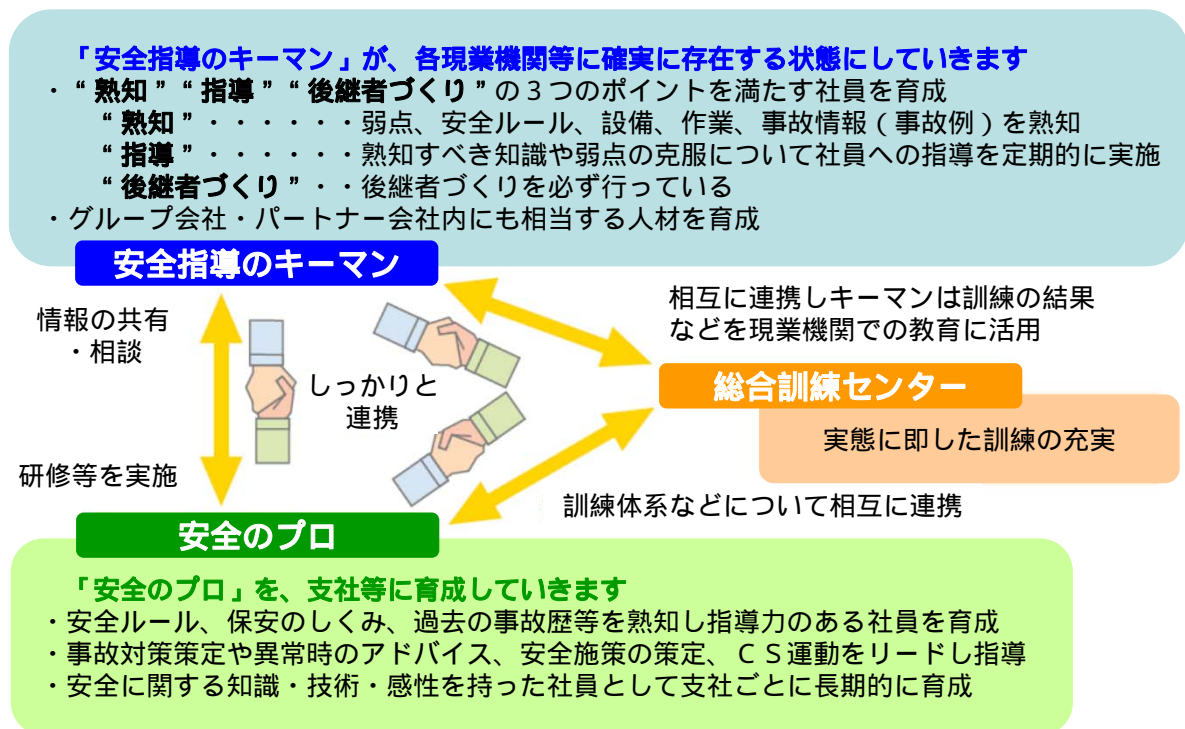 「安全指導のキーマン」が、各現業機関等に確実に存在する状態にしていきます
・“熟知”“指導”“後継者づくり”の３つのポイントを満たす社員を育成
“熟知”・・・・・・弱点、安全ルール、設備、作業、事故情報（事故例）を熟知
“指導”・・・・・・熟知すべき知識や弱点の克服について社員への指導を定期的に実施
“後継者づくり”・・後継者づくりを必ず行っている
・グループ会社・パートナー会社内にも相当する人材を育成
安全指導のキーマン
情報の共有
・相談
しっかりと
連携
研修等を実施
相互に連携しキーマンは訓練の結果
などを現業機関での教育に活用
総合訓練センター
実態に即した訓練の充実
訓練体系などについて相互に連携
安全のプロ
「安全のプロ」を、支社等に育成していきます
・安全ルール、保安のしくみ、過去の事故歴等を熟知し指導力のある社員を育成
・事故対策策定や異常時のアドバイス、安全施策の策定、ＣＳ運動をリードし指導
・安全に関する知識・技術・感性を持った社員として支社ごとに長期的に育成